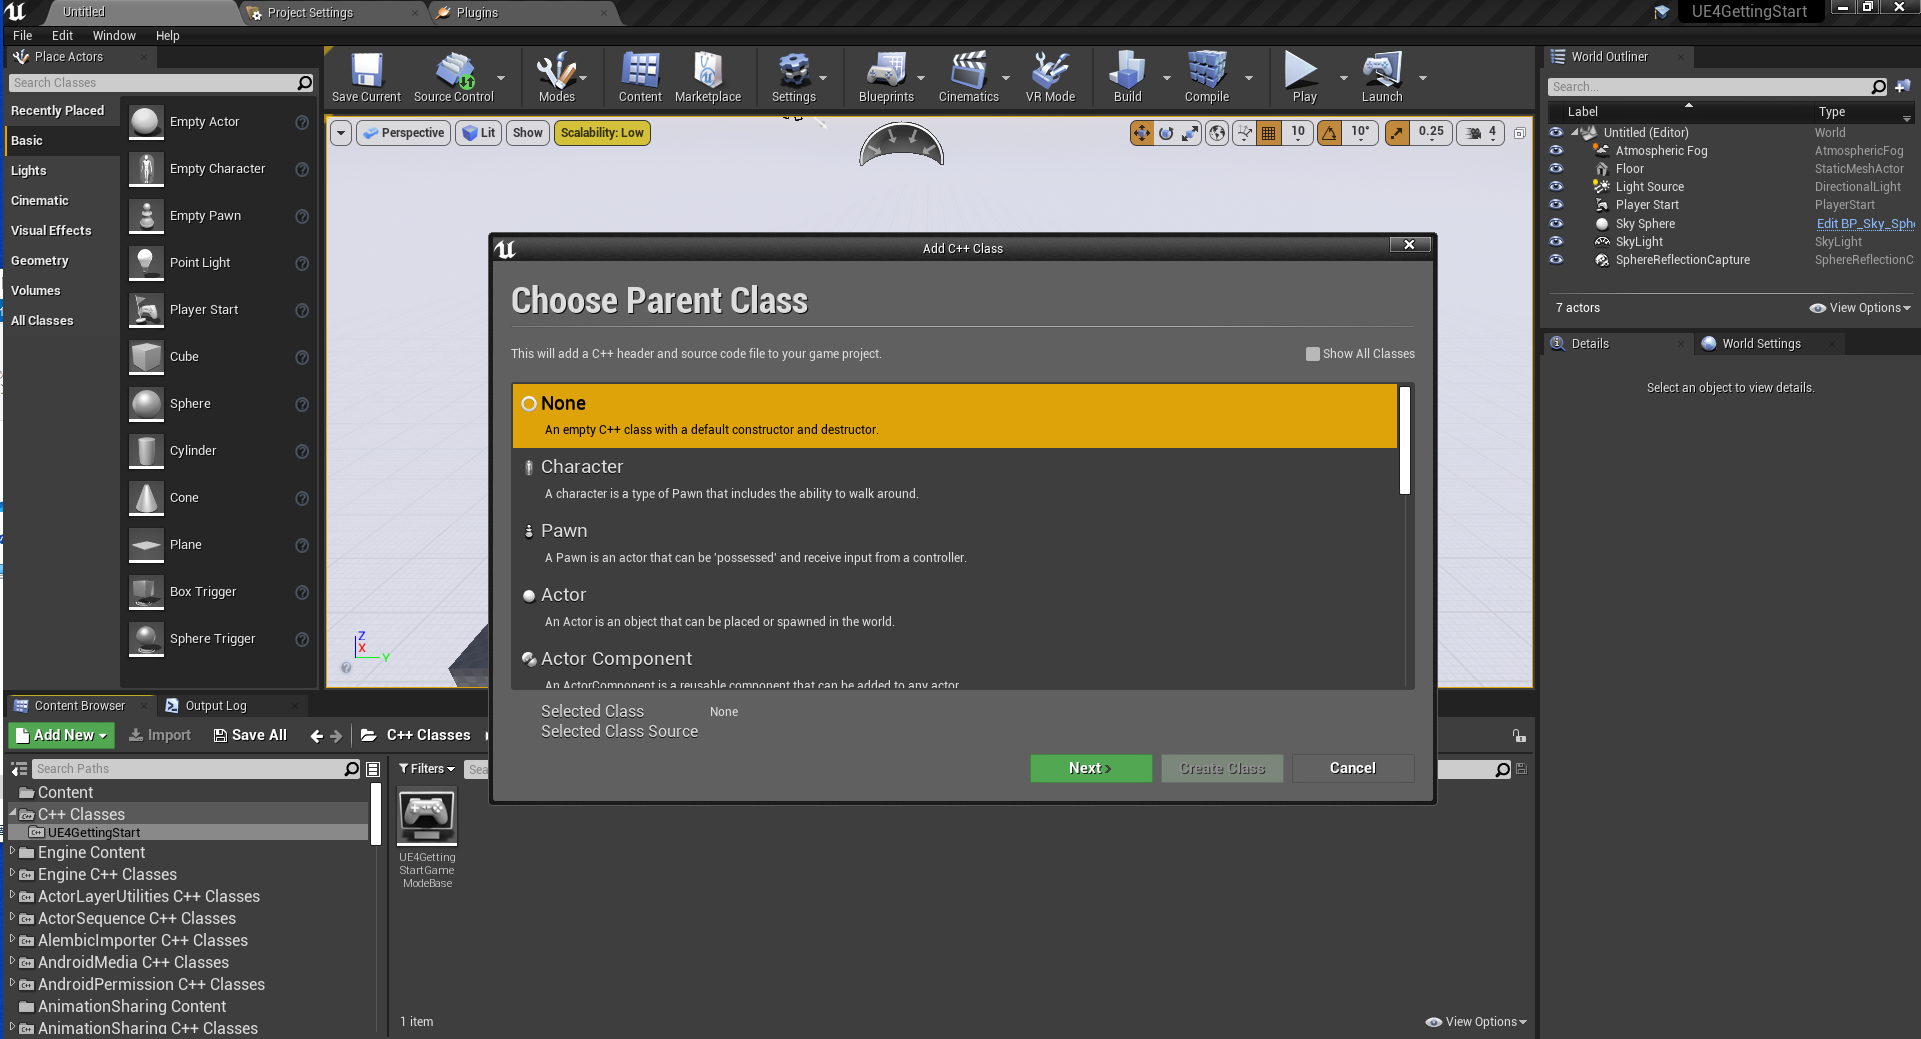 Untitled
Project Settings
Plugins
UE4GettingStart
File Edit Window Help
Place Actors
Search Classes
Recently Placed
Basic
Lights
Cinematic
Visual Effects
Geometry
Volumes
All Classes
Empty Actor
Empty Character
Empty Pawn
Point Light
Player Start
Cube
Sphere
Cylinder
Cone
Plane
Box Trigger
Sphere Trigger
Save Current
Source Control
Modes
Content
Marketplace
Settings
Blueprints
Cinematics
VR Mode
Build
Compile
Play
Launch
Perspective
Lit
Show
Scalability: Low
10
10°
0.25
4
Z
X
Y
World Outliner
Search...
Label Type
Untitled (Editor) World
Atmospheric Fog AtmosphericFog
Floor StaticMeshActor
Light Source DirectionalLight
Player Start PlayerStart
Sky Sphere Edit BP_Sky_Sphe
SkyLight SkyLight
SphereReflectionCapture SphereReflectionC
7 actors
View Options
Details
World Settings
Select an object to view details.
Add C++ Class
Choose Parent Class
This will add a C++ header and source code file to your game project.
Show All Classes
None
An empty C++ class with a default constructor and destructor.
Character
A character is a type of Pawn that includes the ability to walk around.
Pawn
A Pawn is an actor that can be 'possessed' and receive input from a controller.
Actor
An Actor is an object that can be placed or spawned in the world.
Actor Component
An ActorComponent is a reusable component that can be added to any actor.
Selected Class None
Selected Class Source
Next >
Create Class
Cancel
Content Browser
Output Log
Add New
Import
Save All
C++ Classes
Search Paths
Filters
Sea
Content
C++ Classes
UE4GettingStart
Engine Content
Engine C++ Classes
ActorLayerUtilities C++ Classes
ActorSequence C++ Classes
AlembicImporter C++ Classes
AndroidMedia C++ Classes
AndroidPermission C++ Classes
AnimationSharing Content
AnimationSharing C++ Classes
UE4Getting
StartGame
ModeBase
1 item
View Options